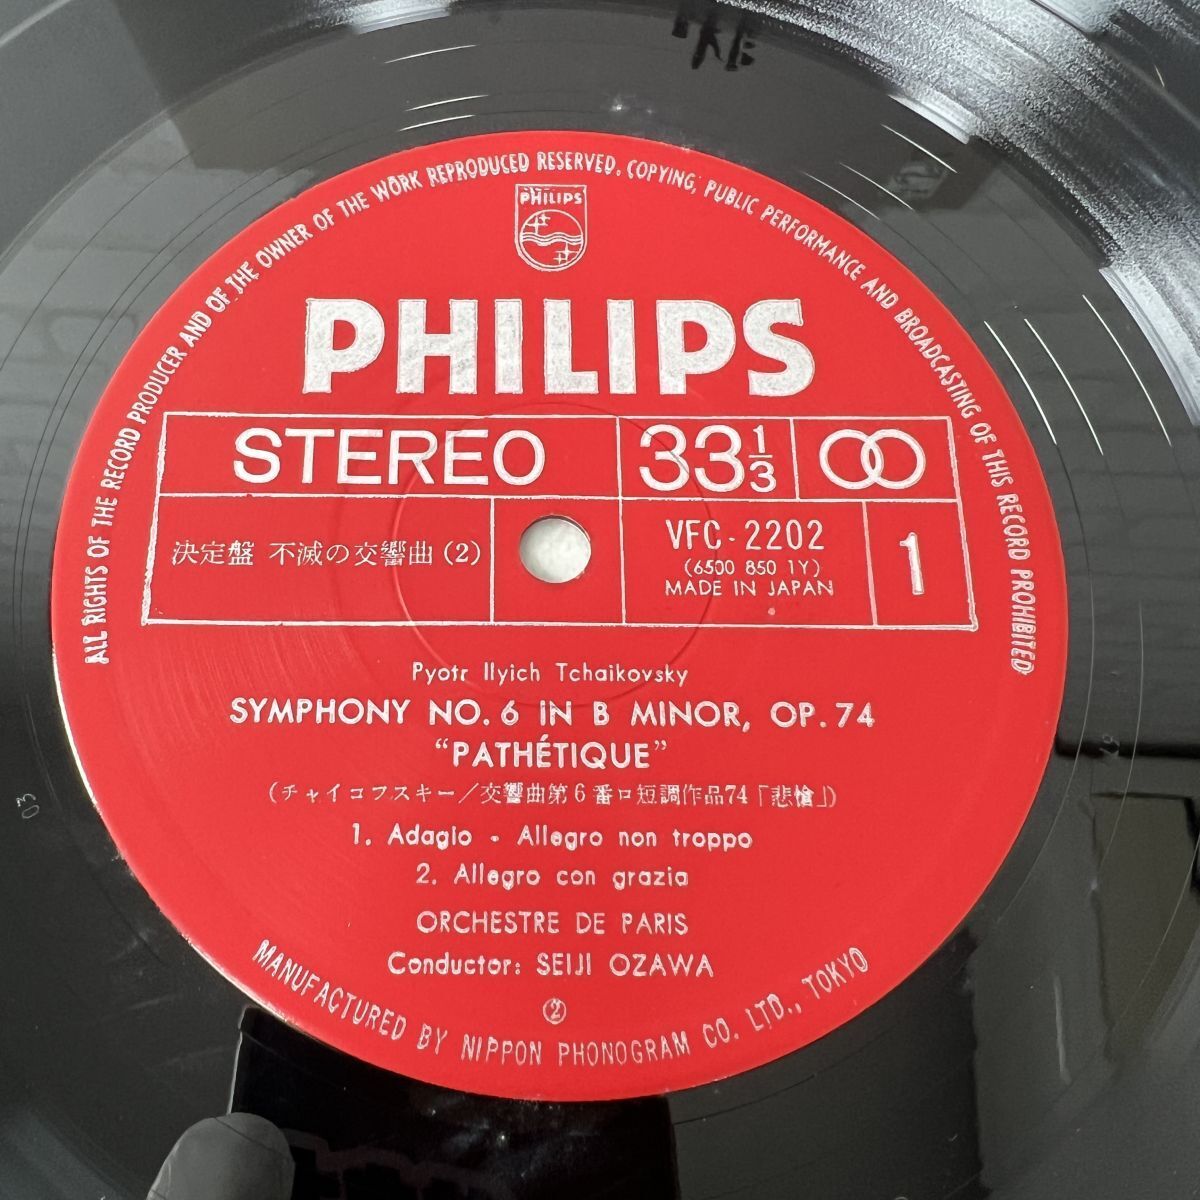 ALL RIGHTS OF THE RECORD PRODUCER AND OF THE OWNER OF THE WORK REPRODUCED RESERVED. COPYING, PUBLIC PERFORMANCE AND BROADCASTING OF THIS RECORD PROHIBITED
PHILIPS
PHILIPS
STEREO 33 1/3
決定盤 不滅の交響曲(2)
VFC-2202
(6500 850 1Y)
MADE IN JAPAN
1
Pyotr Ilyich Tchaikovsky
SYMPHONY NO. 6 IN B MINOR, OP. 74
“PATHÉTIQUE”
(チャイコフスキー/交響曲第6番ロ短調作品74「悲愴」)
1. Adagio - Allegro non troppo
2. Allegro con grazia
ORCHESTRE DE PARIS
Conductor: SEIJI OZAWA
②
MANUFACTURED BY NIPPON PHONOGRAM CO. LTD., TOKYO
03